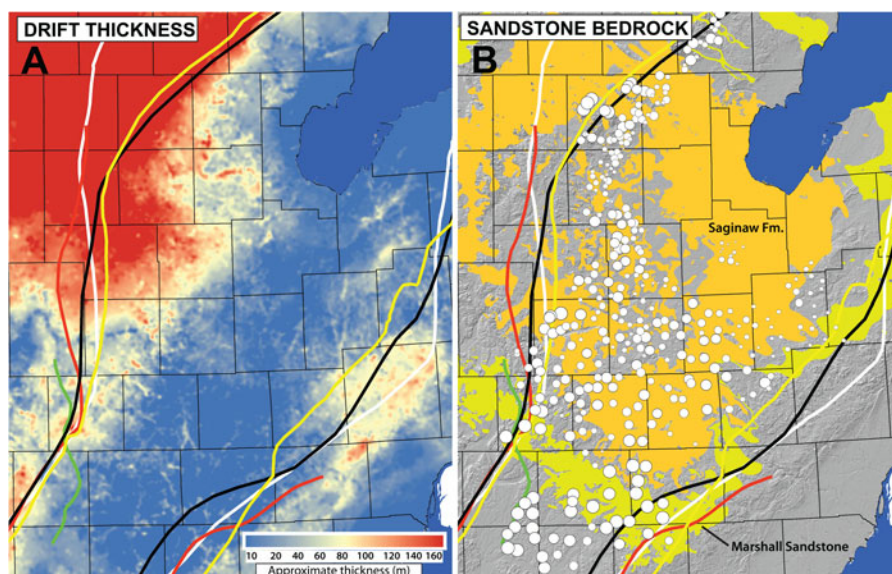 DRIFT THICKNESS
A
10 20 40 60 80 100 120 140 160
Approximate thickness (m)
SANDSTONE BEDROCK
B
Saginaw Fm.
Marshall Sandstone